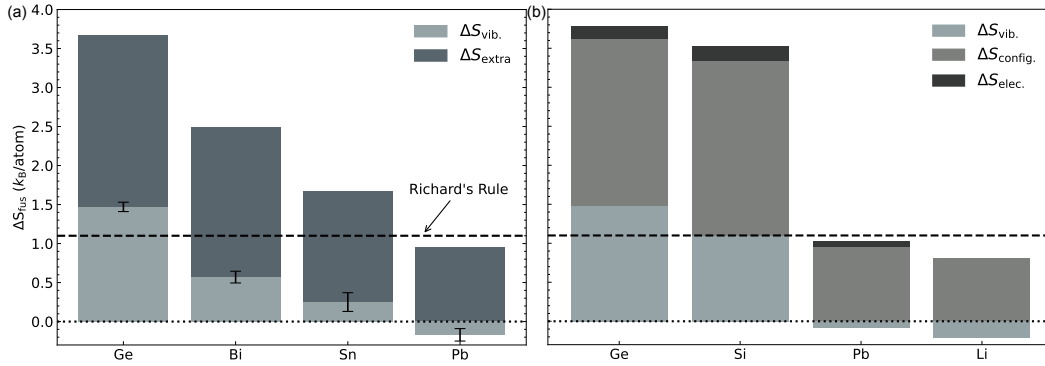 (a)
ΔS_fus (k_B/atom)
4.0
3.5
3.0
2.5
2.0
1.5
1.0
0.5
0.0
ΔS_vib.
ΔS_extra
Richard's Rule
Ge Bi Sn Pb
(b)
ΔS_vib.
ΔS_config.
ΔS_elec.
Ge Si Pb Li